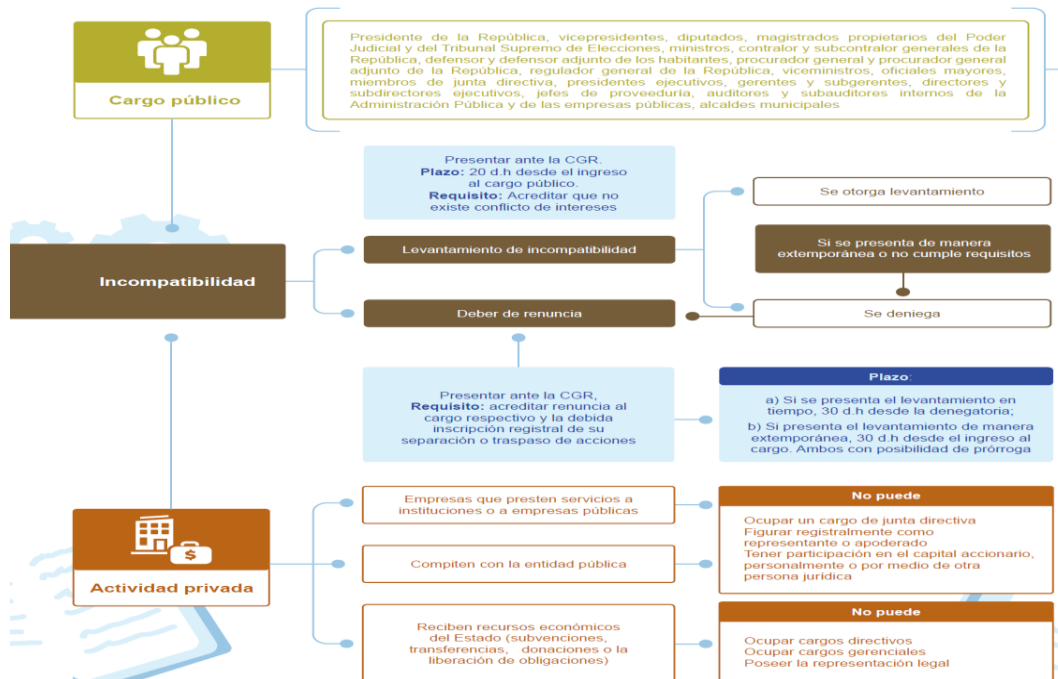 Cargo público
Presidente de la República, vicepresidentes, diputados, magistrados propietarios del Poder
Judicial y del Tribunal Supremo de Elecciones, ministros, contralor y subcontralor generales de la
República, defensor y defensor adjunto de los habitantes, procurador general y procurador general
adjunto de la República, regulador general de la República, viceministros, oficiales mayores,
miembros de junta directiva, presidentes ejecutivos, gerentes y subgerentes, directores y
subdirectores ejecutivos, jefes de proveeduría, auditores y subauditores internos de la
Administración Pública y de las empresas públicas, alcaldes municipales
Presentar ante la CGR.
Plazo: 20 d.h desde el ingreso
al cargo público.
Requisito: Acreditar que no
existe conflicto de intereses
Incompatibilidad
Levantamiento de incompatibilidad
Deber de renuncia
Se otorga levantamiento
Si se presenta de manera
extemporánea o no cumple requisitos
Se deniega
Presentar ante la CGR,
Requisito: acreditar renuncia al
cargo respectivo y la debida
inscripción registral de su
separación o traspaso de acciones
Plazo:
a) Si se presenta el levantamiento en
tiempo, 30 d.h desde la denegatoria;
b) Si presenta el levantamiento de manera
extemporánea, 30 d.h desde el ingreso al
cargo. Ambos con posibilidad de prórroga
$
Actividad privada
Empresas que presten servicios a
instituciones o a empresas públicas
Compiten con la entidad pública
No puede
Ocupar un cargo de junta directiva
Figurar registralmente como
representante o apoderado
Tener participación en el capital accionario,
personalmente o por medio de otra
persona jurídica
Reciben recursos económicos
del Estado (subvenciones,
transferencias, donaciones o la
liberación de obligaciones)
No puede
Ocupar cargos directivos
Ocupar cargos gerenciales
Poseer la representación legal